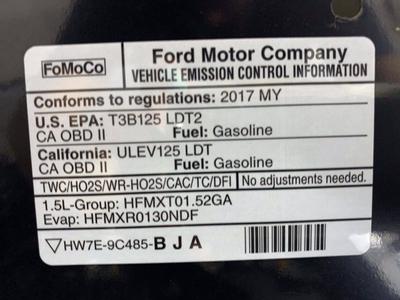 FoMoCo
Ford Motor Company
VEHICLE EMISSION CONTROL INFORMATION
Conforms to regulations: 2017 MY
U.S. EPA: T3B125 LDT2
CA OBD II Fuel: Gasoline
California: ULEV125 LDT
CA OBD II Fuel: Gasoline
TWC/HO2S/WR-HO2S/CAC/TC/DFI No adjustments needed.
1.5L-Group: HFMXT01.52GA
Evap: HFMXR0130NDF
HW7E-9C485-B J A